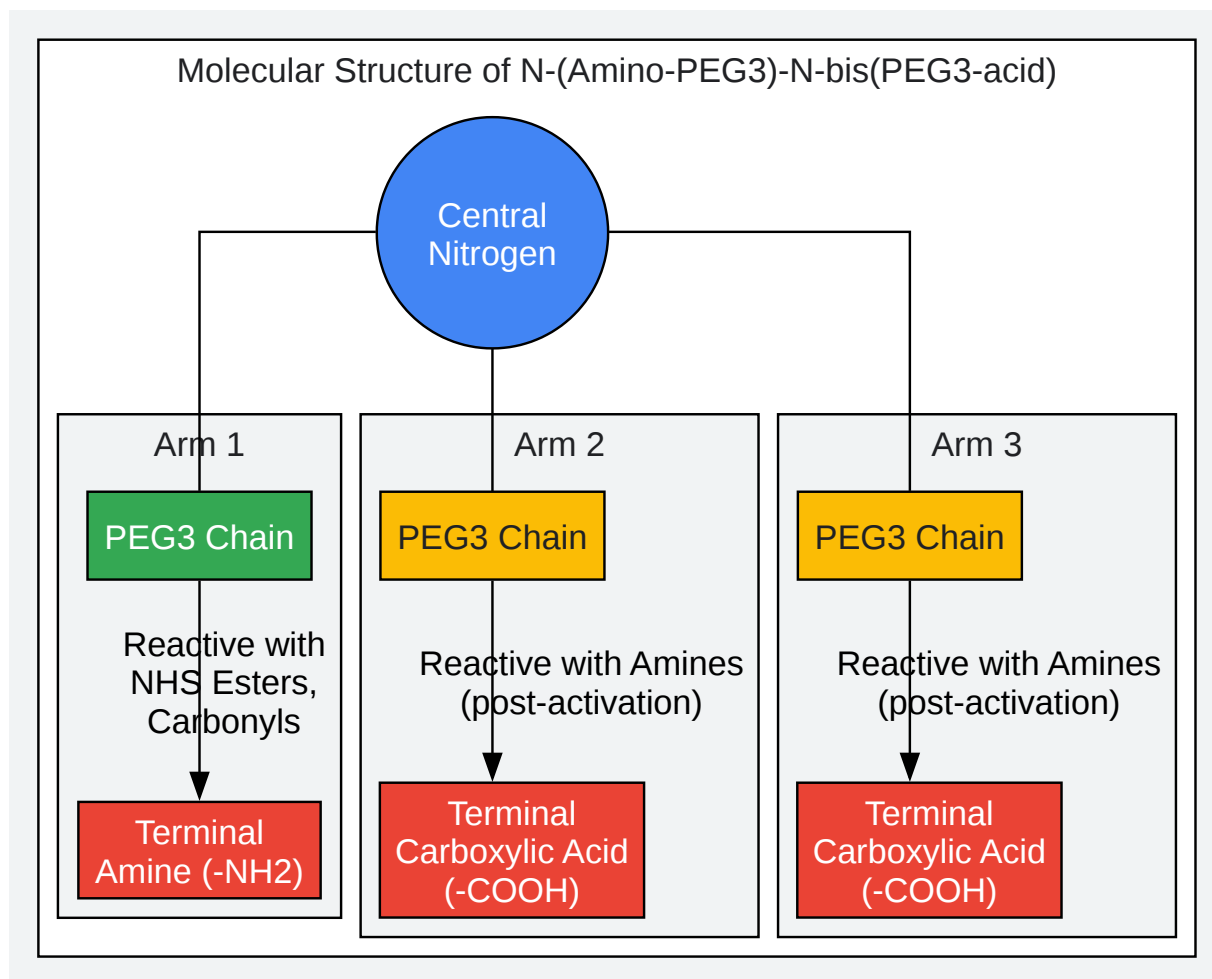 Molecular Structure of N-(Amino-PEG3)-N-bis(PEG3-acid)
Central
Nitrogen
Arm 1
PEG3 Chain
Reactive with
NHS Esters,
Carbonyls
Terminal
Amine (-NH2)
Arm 2
PEG3 Chain
Reactive with Amines
(post-activation)
Terminal
Carboxylic Acid
(-COOH)
Arm 3
PEG3 Chain
Reactive with Amines
(post-activation)
Terminal
Carboxylic Acid
(-COOH)